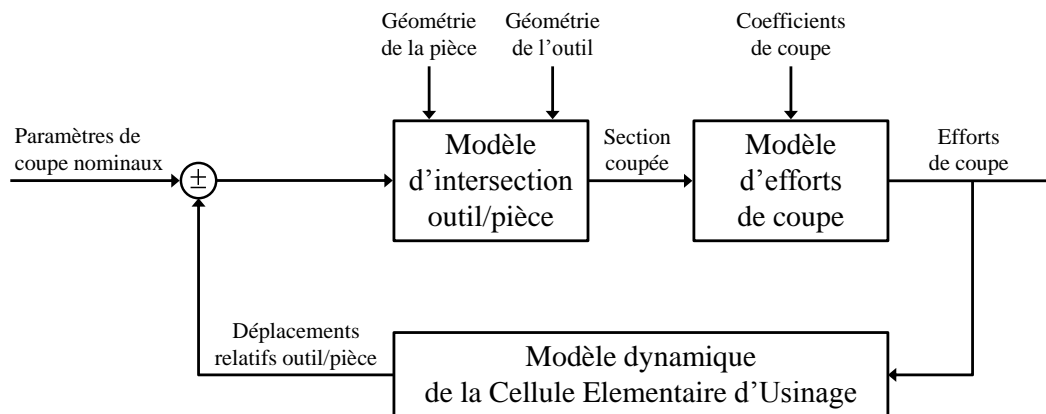 Géométrie
de la pièce
Géométrie
de l’outil
Coefficients
de coupe
Paramètres de
coupe nominaux
±
Modèle
d’intersection
outil/pièce
Section
coupée
Modèle
d’efforts
de coupe
Efforts
de coupe
Déplacements
relatifs outil/pièce
Modèle dynamique
de la Cellule Elementaire d’Usinage